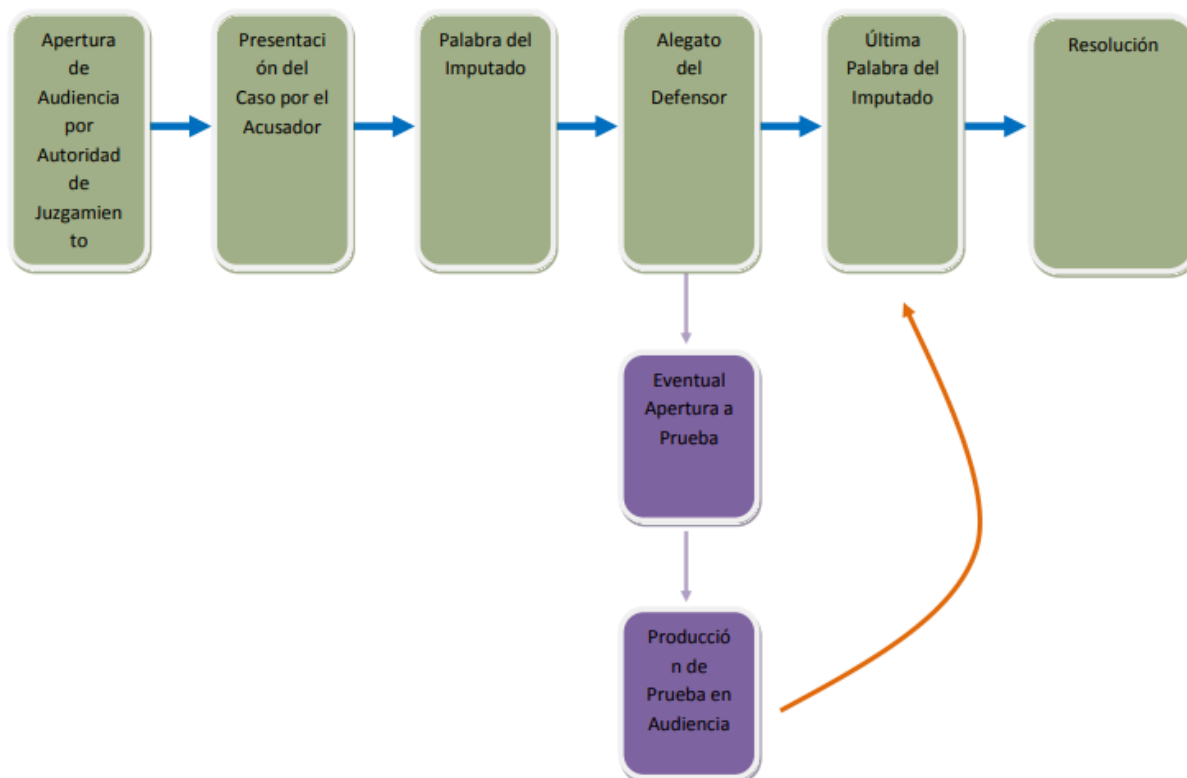 Apertura
de
Audiencia
por
Autoridad
de
Juzgamien
to
Presentaci
ón del
Caso por el
Acusador
Palabra del
Imputado
Alegato
del
Defensor
Última
Palabra del
Imputado
Resolución
Eventual
Apertura a
Prueba
Producció
n de
Prueba en
Audiencia